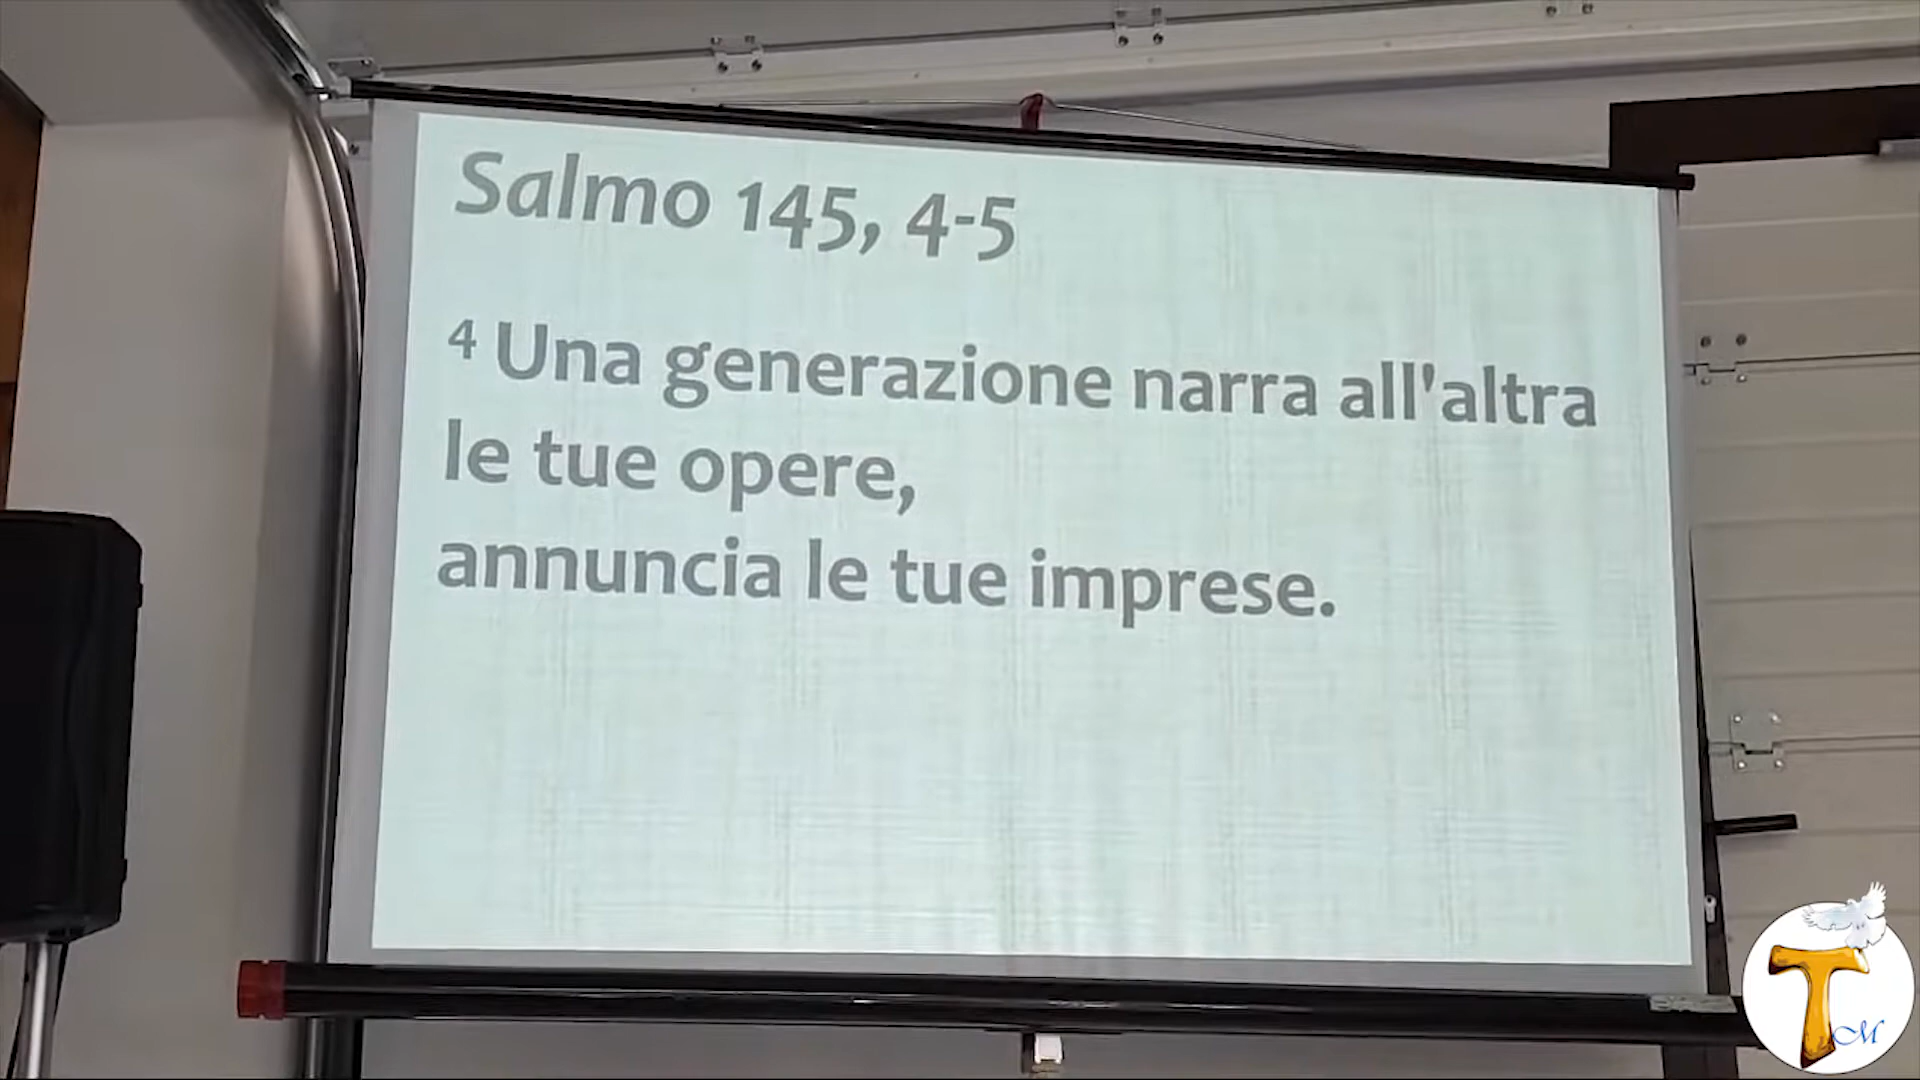 Salmo 145, 4-5
4 Una generazione narra all'altra
le tue opere,
annuncia le tue imprese.
M